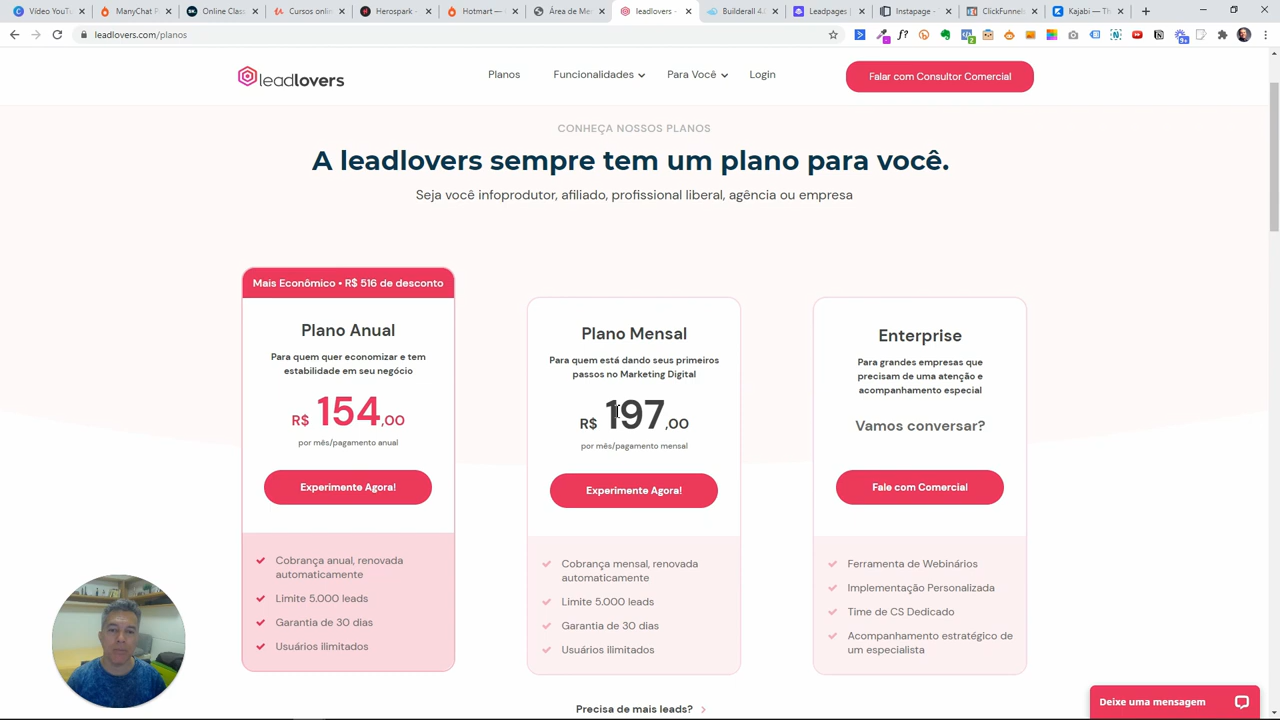 Vídeo YouTu
ManyChat P
Online Class
Cursos onlin
Herospark -
Hotmart —
Área de Me
leadlovers -
Builderall 4.0
Leadpages |
Instapage -
ClickFunnels
Kajabi — Th
leadlovers.com/planos
leadlovers
Planos
Funcionalidades
Para Você
Login
Falar com Consultor Comercial
CONHEÇA NOSSOS PLANOS
A leadlovers sempre tem um plano para você.
Seja você infoprodutor, afiliado, profissional liberal, agência ou empresa
Mais Econômico • R$ 516 de desconto
Plano Anual
Para quem quer economizar e tem
estabilidade em seu negócio
R$ 154,00
por mês/pagamento anual
Experimente Agora!
Cobrança anual, renovada
automaticamente
Limite 5.000 leads
Garantia de 30 dias
Usuários ilimitados
Plano Mensal
Para quem está dando seus primeiros
passos no Marketing Digital
R$ 197,00
por mês/pagamento mensal
Experimente Agora!
Cobrança mensal, renovada
automaticamente
Limite 5.000 leads
Garantia de 30 dias
Usuários ilimitados
Enterprise
Para grandes empresas que
precisam de uma atenção e
acompanhamento especial
Vamos conversar?
Fale com Comercial
Ferramenta de Webinários
Implementação Personalizada
Time de CS Dedicado
Acompanhamento estratégico de
um especialista
Precisa de mais leads?
Deixe uma mensagem